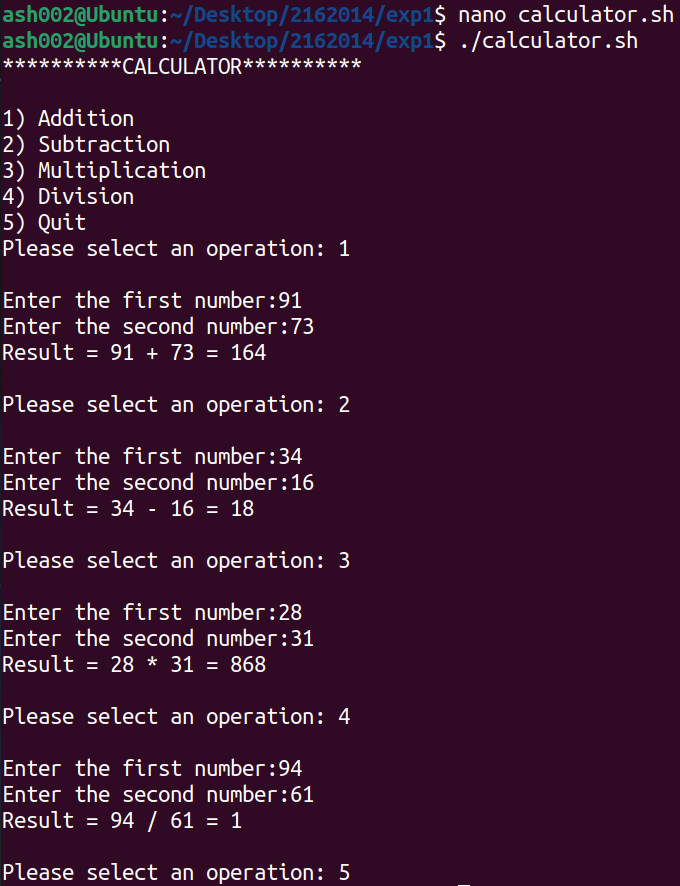 ash002@Ubuntu:~/Desktop/2162014/exp1$ nano calculator.sh
ash002@Ubuntu:~/Desktop/2162014/exp1$ ./calculator.sh
**********CALCULATOR**********
1) Addition
2) Subtraction
3) Multiplication
4) Division
5) Quit
Please select an operation: 1
Enter the first number:91
Enter the second number:73
Result = 91 + 73 = 164
Please select an operation: 2
Enter the first number:34
Enter the second number:16
Result = 34 - 16 = 18
Please select an operation: 3
Enter the first number:28
Enter the second number:31
Result = 28 * 31 = 868
Please select an operation: 4
Enter the first number:94
Enter the second number:61
Result = 94 / 61 = 1
Please select an operation: 5